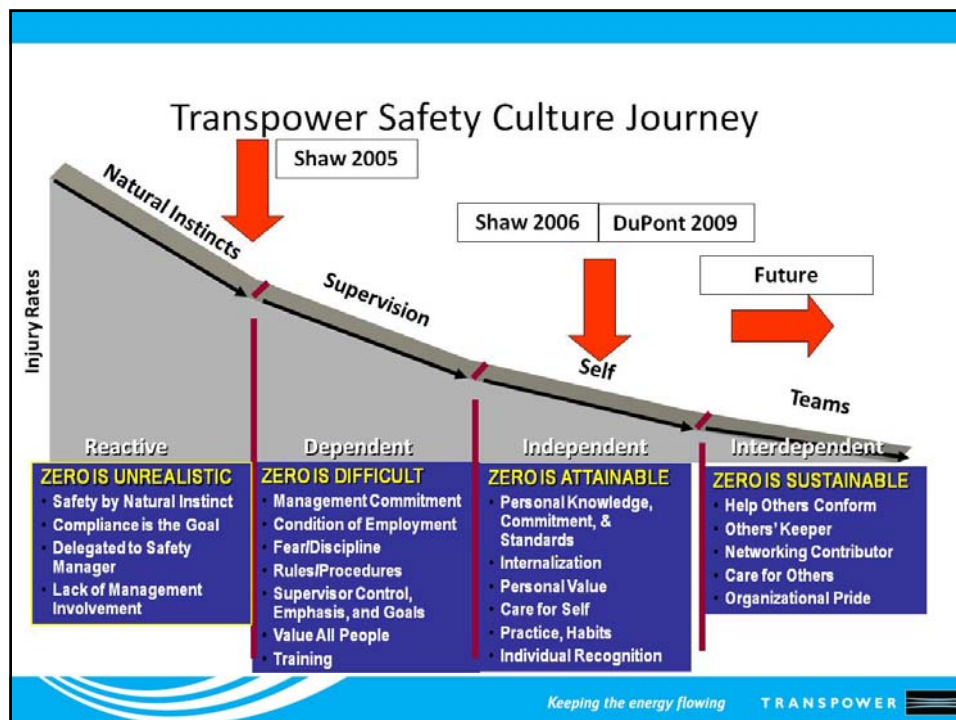 Transpower Safety Culture Journey
Shaw 2005
Natural Instincts
Shaw 2006
DuPont 2009
Supervision
Future
Injury Rates
Self
Teams
Reactive
Dependent
Independent
Interdependent
ZERO IS UNREALISTIC
• Safety by Natural Instinct
• Compliance is the Goal
• Delegated to Safety
Manager
• Lack of Management
Involvement
ZERO IS DIFFICULT
• Management Commitment
• Condition of Employment
• Fear/Discipline
• Rules/Procedures
• Supervisor Control,
Emphasis, and Goals
• Value All People
• Training
ZERO IS ATTAINABLE
• Personal Knowledge,
Commitment, &
Standards
• Internalization
• Personal Value
• Care for Self
• Practice, Habits
• Individual Recognition
ZERO IS SUSTAINABLE
• Help Others Conform
• Others' Keeper
• Networking Contributor
• Care for Others
• Organizational Pride
Keeping the energy flowing
TRANSPOWER